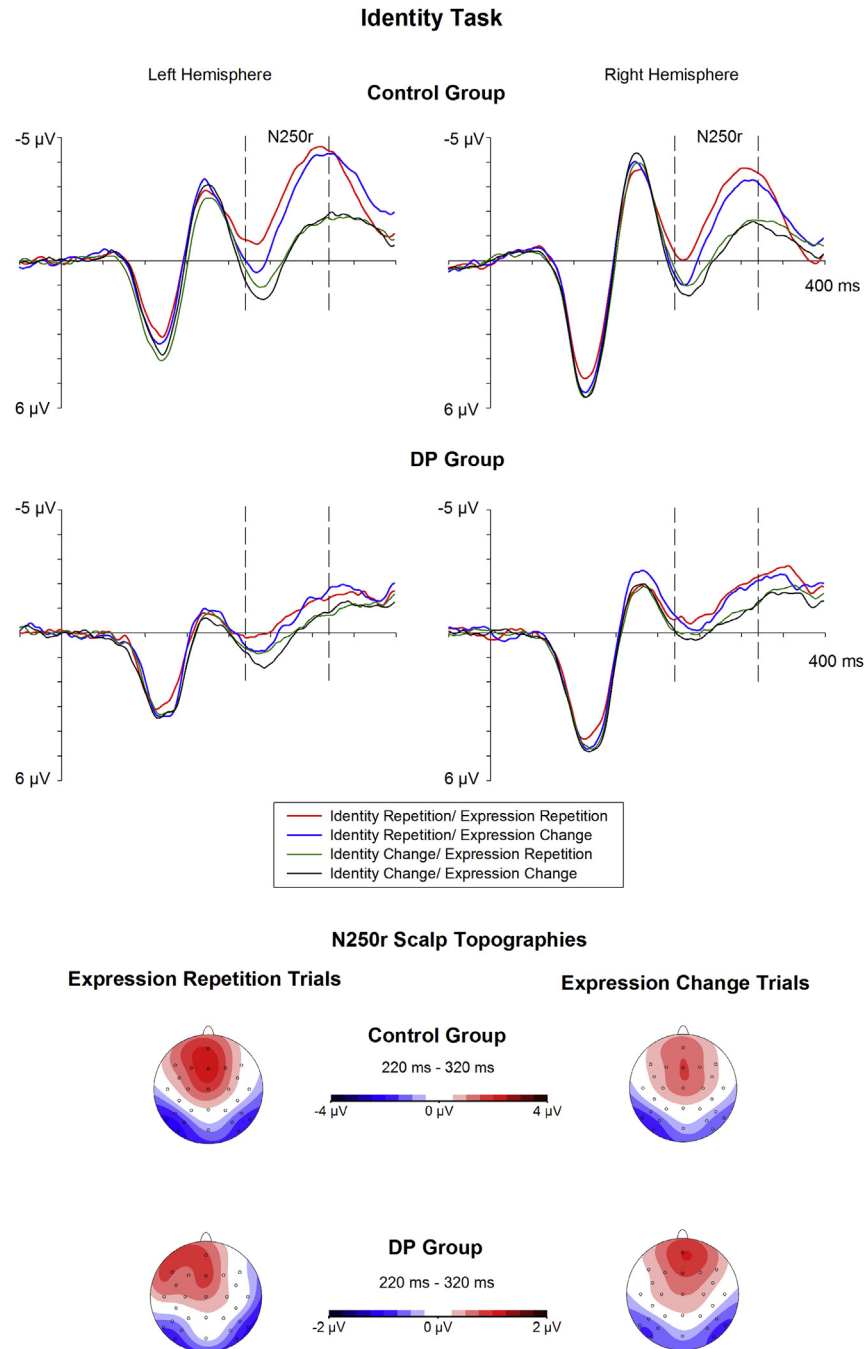 Identity Task
Left Hemisphere
Right Hemisphere
Control Group
-5 µV
N250r
-5 µV
N250r
400 ms
6 µV
6 µV
DP Group
-5 µV
-5 µV
400 ms
6 µV
6 µV
Identity Repetition/ Expression Repetition
Identity Repetition/ Expression Change
Identity Change/ Expression Repetition
Identity Change/ Expression Change
N250r Scalp Topographies
Expression Repetition Trials
Expression Change Trials
Control Group
220 ms - 320 ms
-4 µV
0 µV
4 µV
DP Group
220 ms - 320 ms
-2 µV
0 µV
2 µV